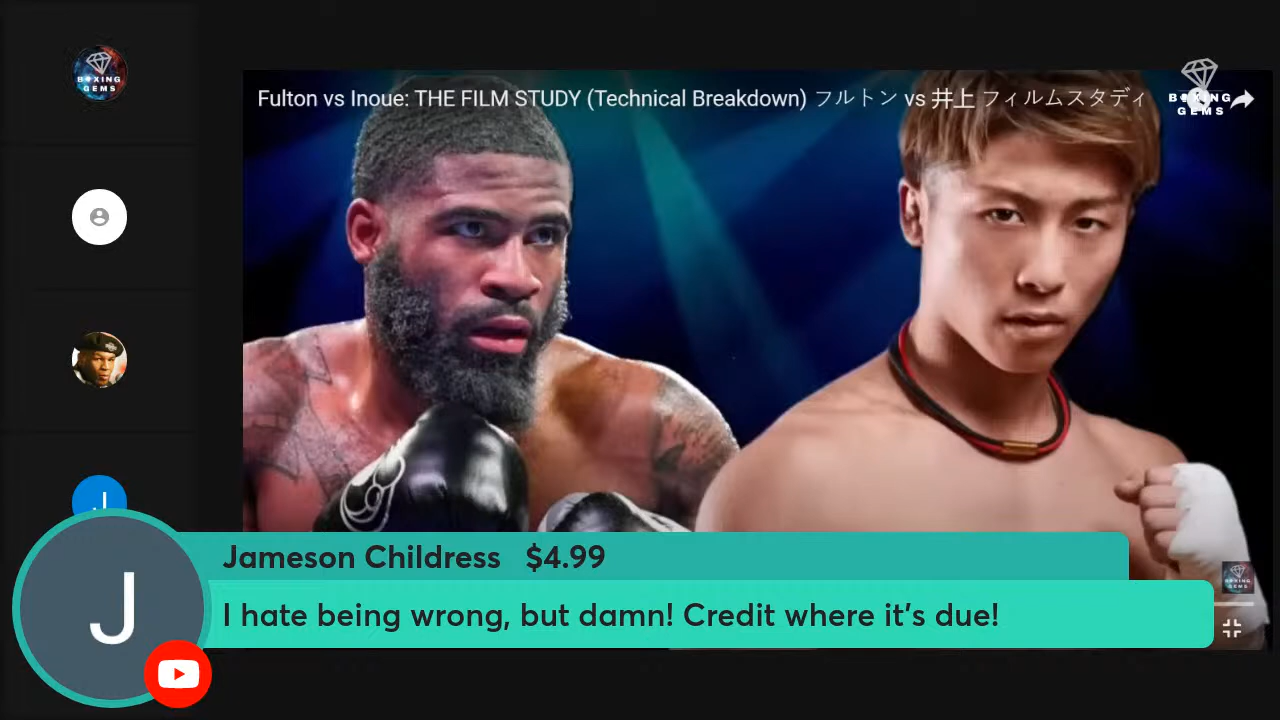 BOXING
GEMS
Fulton vs Inoue: THE FILM STUDY (Technical Breakdown) フルトン vs 井上 フィルムスタディ
BOXING
GEMS
J
Jameson Childress $4.99
J
I hate being wrong, but damn! Credit where it's due!